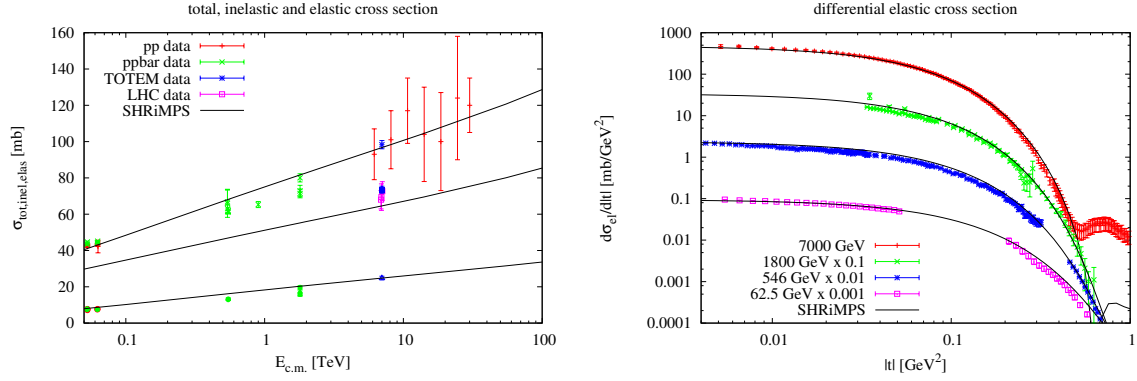 total, inelastic and elastic cross section
σtot,inel,elas [mb]
160
140
120
100
80
60
40
20
0
pp data
ppbar data
TOTEM data
LHC data
SHRiMPS
0.1
1
10
100
Ec.m. [TeV]
differential elastic cross section
dσel/d|t| [mb/GeV²]
1000
100
10
1
0.1
0.01
0.001
0.0001
7000 GeV
1800 GeV x 0.1
546 GeV x 0.01
62.5 GeV x 0.001
SHRiMPS
0.01
0.1
1
|t| [GeV²]